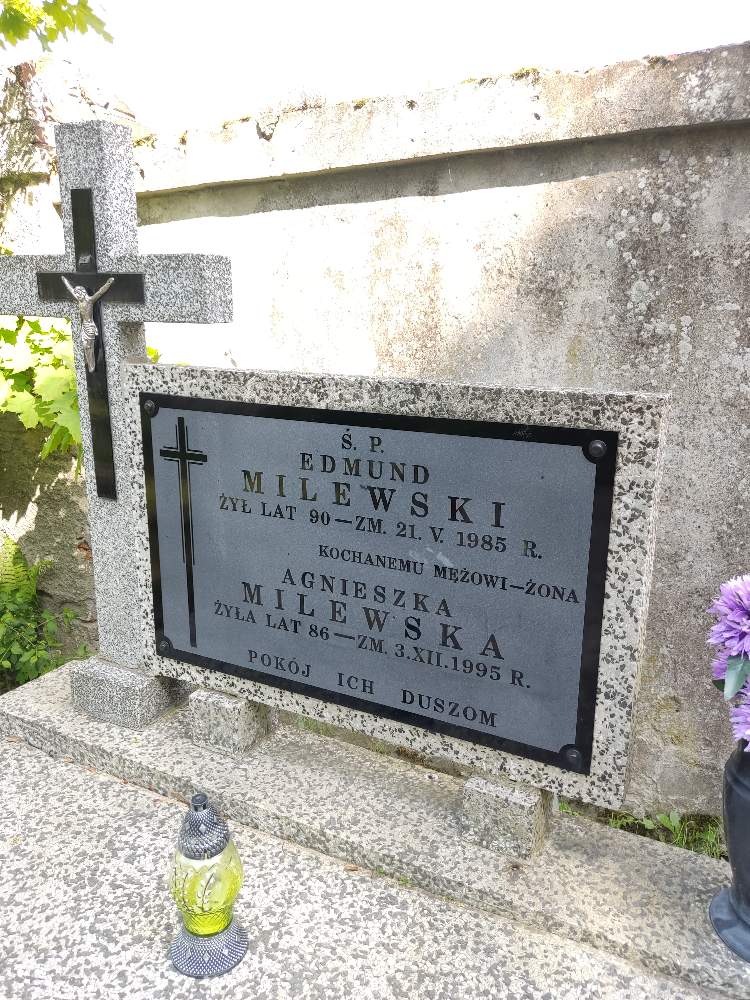 Ś. P.
EDMUND
MILEWSKI
ŻYŁ LAT 90 — ZM. 21. V. 1985 R.
KOCHANEMU MĘŻOWI — ŻONA
AGNIESZKA
MILEWSKA
ŻYŁA LAT 86 — ZM. 3.XII.1995 R.
POKÓJ ICH DUSZOM